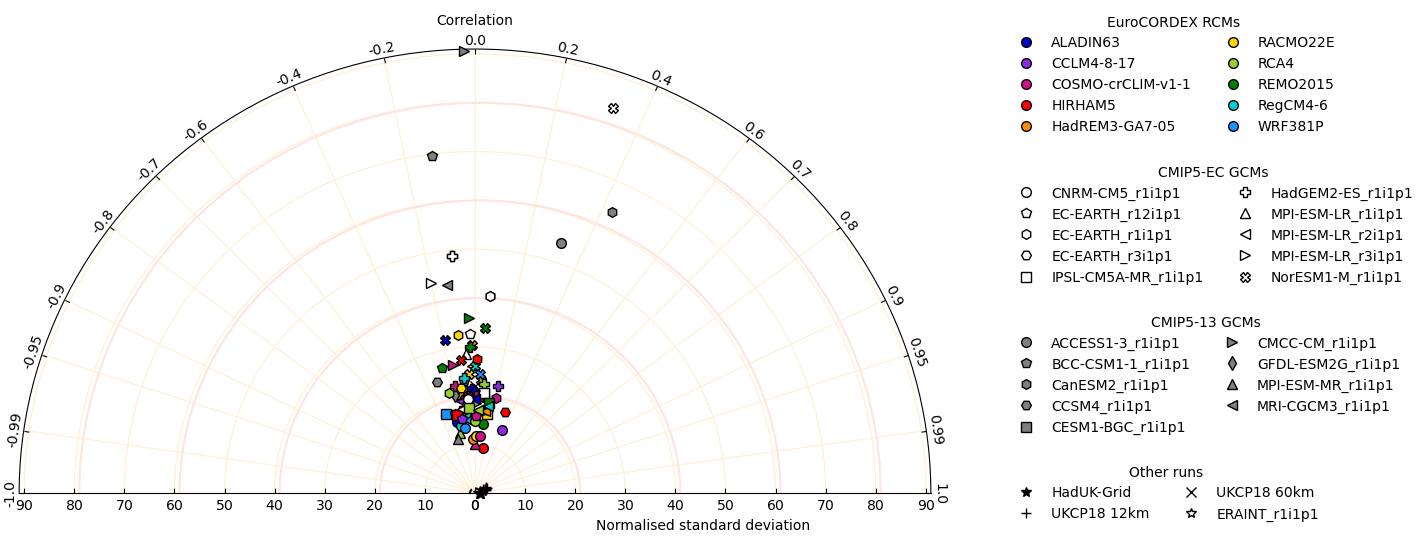 Correlation
-1.0
-0.99
-0.95
-0.9
-0.8
-0.7
-0.6
-0.4
-0.2
0.0
0.2
0.4
0.6
0.7
0.8
0.9
0.95
0.99
1.0
90 80 70 60 50 40 30 20 10 0 10 20 30 40 50 60 70 80 90
Normalised standard deviation
EuroCORDEX RCMs
ALADIN63 RACMO22E
CCLM4-8-17 RCA4
COSMO-crCLIM-v1-1 REMO2015
HIRHAM5 RegCM4-6
HadREM3-GA7-05 WRF381P
CMIP5-EC GCMs
CNRM-CM5_r1i1p1 HadGEM2-ES_r1i1p1
EC-EARTH_r12i1p1 MPI-ESM-LR_r1i1p1
EC-EARTH_r1i1p1 MPI-ESM-LR_r2i1p1
EC-EARTH_r3i1p1 MPI-ESM-LR_r3i1p1
IPSL-CM5A-MR_r1i1p1 NorESM1-M_r1i1p1
CMIP5-13 GCMs
ACCESS1-3_r1i1p1 CMCC-CM_r1i1p1
BCC-CSM1-1_r1i1p1 GFDL-ESM2G_r1i1p1
CanESM2_r1i1p1 MPI-ESM-MR_r1i1p1
CCSM4_r1i1p1 MRI-CGCM3_r1i1p1
CESM1-BGC_r1i1p1
Other runs
HadUK-Grid UKCP18 60km
UKCP18 12km ERAINT_r1i1p1